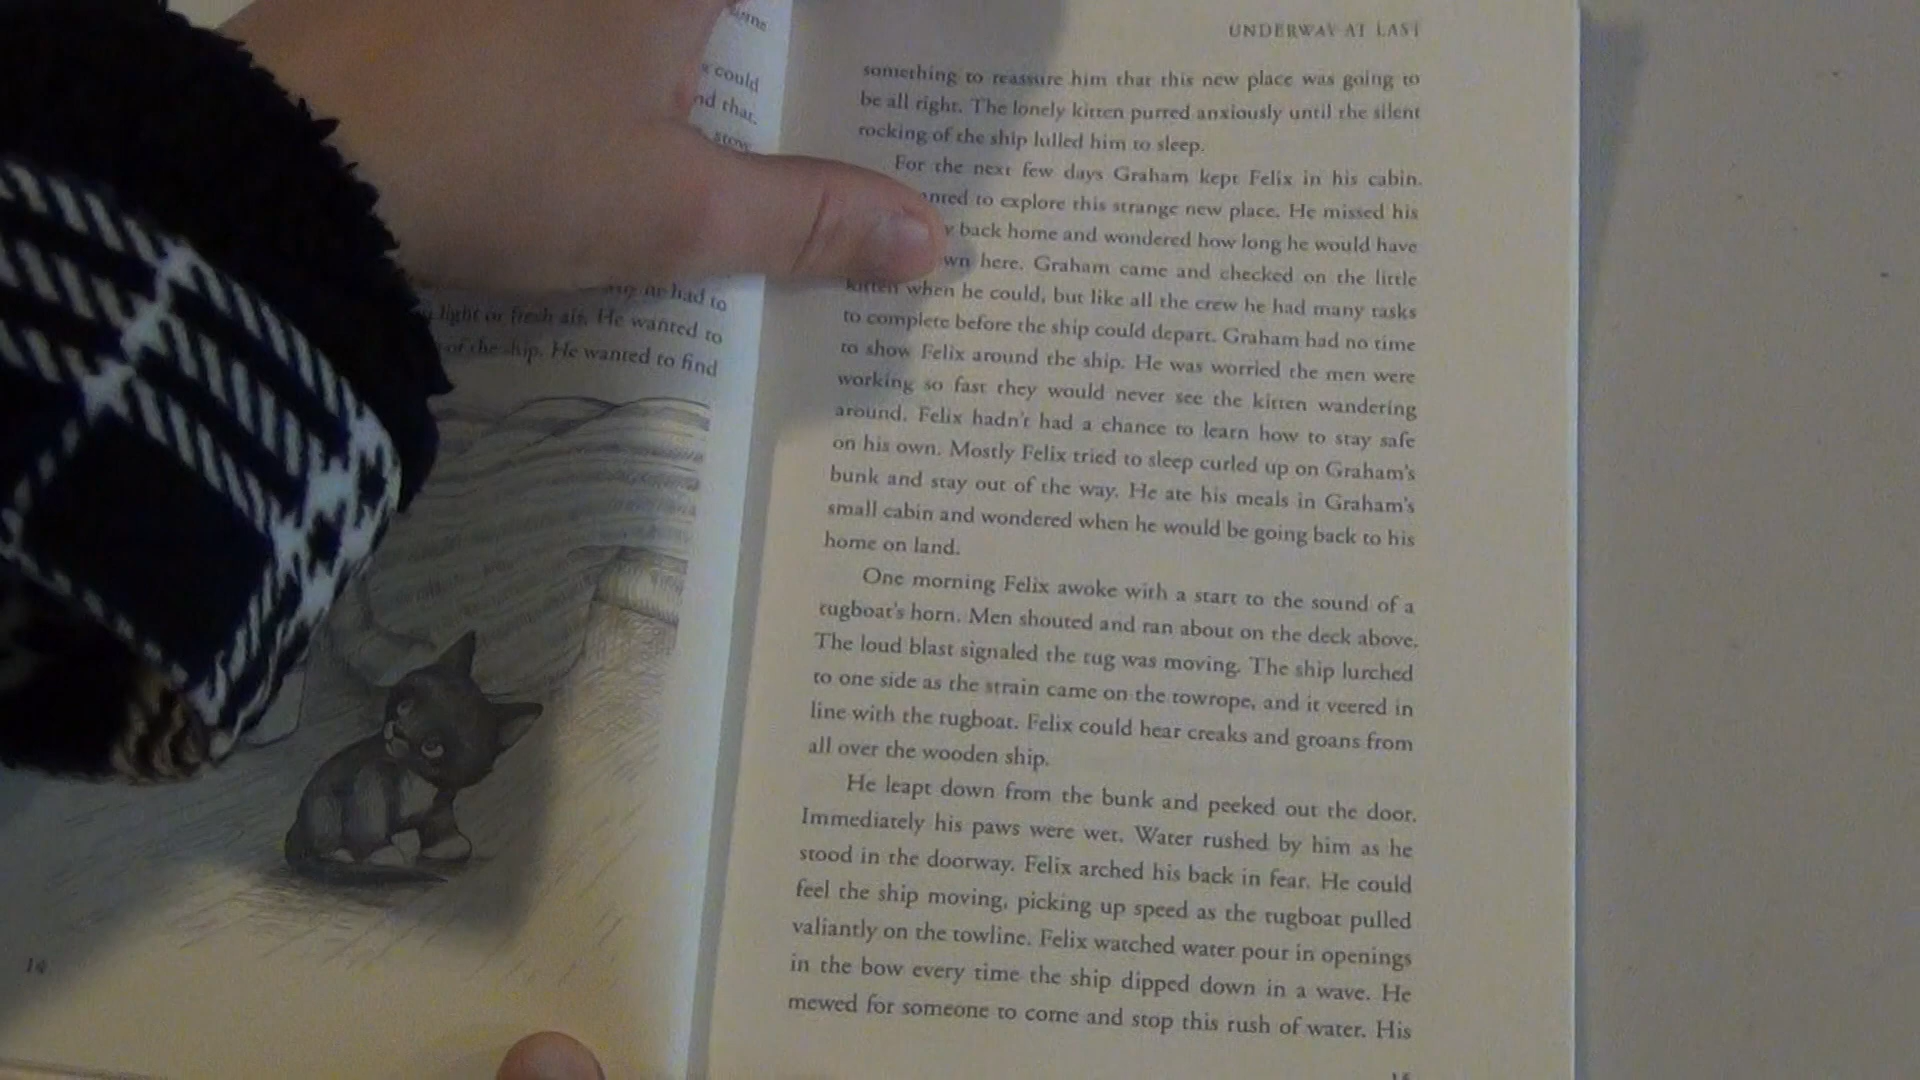 could
nd that.
stow
had to
light or fresh air. He wanted to
of the ship. He wanted to find
14
UNDERWAY AT LAST
something to reassure him that this new place was going to
be all right. The lonely kitten purred anxiously until the silent
rocking of the ship lulled him to sleep.
For the next few days Graham kept Felix in his cabin.
anted to explore this strange new place. He missed his
y back home and wondered how long he would have
wn here. Graham came and checked on the little
kitten when he could, but like all the crew he had many tasks
to complete before the ship could depart. Graham had no time
to show Felix around the ship. He was worried the men were
working so fast they would never see the kitten wandering
around. Felix hadn't had a chance to learn how to stay safe
on his own. Mostly Felix tried to sleep curled up on Graham's
bunk and stay out of the way. He ate his meals in Graham's
small cabin and wondered when he would be going back to his
home on land.
One morning Felix awoke with a start to the sound of a
tugboat's horn. Men shouted and ran about on the deck above.
The loud blast signaled the tug was moving. The ship lurched
to one side as the strain came on the towrope, and it veered in
line with the tugboat. Felix could hear creaks and groans from
all over the wooden ship.
He leapt down from the bunk and peeked out the door.
Immediately his paws were wet. Water rushed by him as he
stood in the doorway. Felix arched his back in fear. He could
feel the ship moving, picking up speed as the tugboat pulled
valiantly on the towline. Felix watched water pour in openings
in the bow every time the ship dipped down in a wave. He
mewed for someone to come and stop this rush of water. His